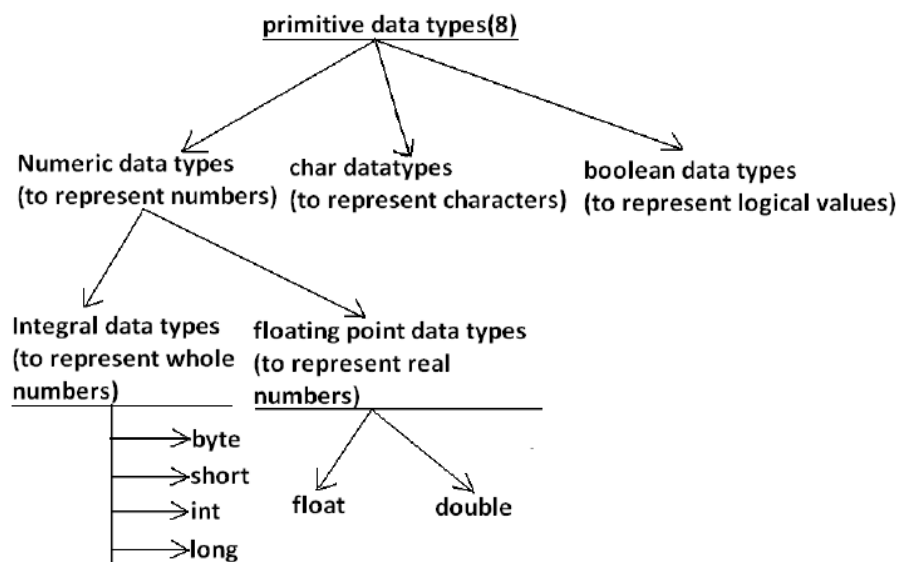 primitive data types(8)
Numeric data types
(to represent numbers)
char datatypes
(to represent characters)
boolean data types
(to represent logical values)
Integral data types
(to represent whole
numbers)
floating point data types
(to represent real
numbers)
byte
short
int
long
float
double